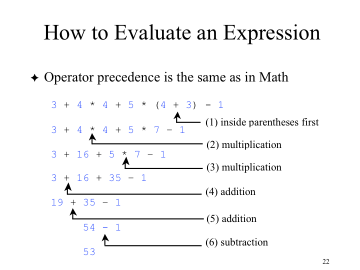 How to Evaluate an Expression
✦ Operator precedence is the same as in Math
3 + 4 * 4 + 5 * (4 + 3) - 1
(1) inside parentheses first
3 + 4 * 4 + 5 * 7 - 1
(2) multiplication
3 + 16 + 5 * 7 - 1
(3) multiplication
3 + 16 + 35 - 1
(4) addition
19 + 35 - 1
(5) addition
54 - 1
(6) subtraction
53
22